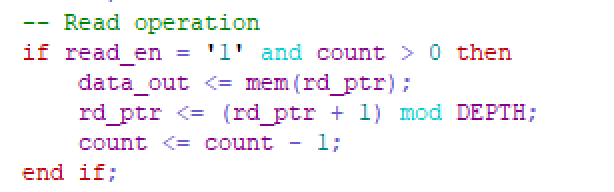 -- Read operation
if read_en = '1' and count > 0 then
    data_out <= mem(rd_ptr);
    rd_ptr <= (rd_ptr + 1) mod DEPTH;
    count <= count - 1;
end if;